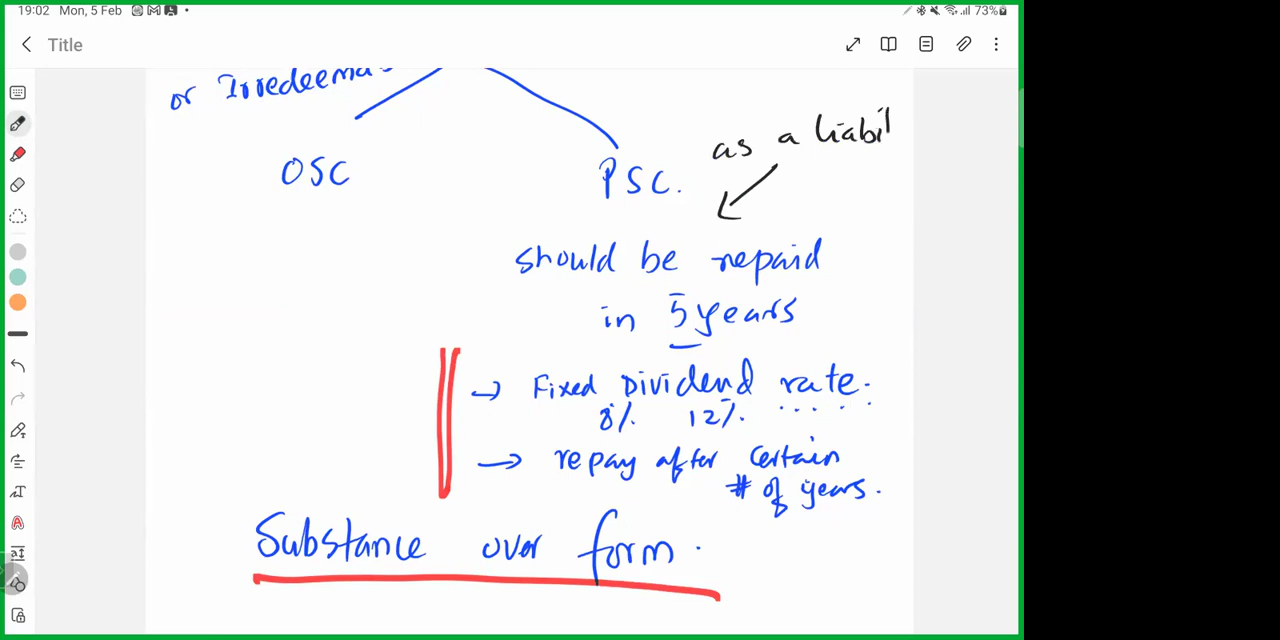 19:02 Mon, 5 Feb 73%
Title
or Irredeema
OSC
PSC.
as a liabil
should be repaid
in 5 years
→ Fixed Dividend rate.
8% 12% .....
→ repay after certain
# of years.
Substance over form.